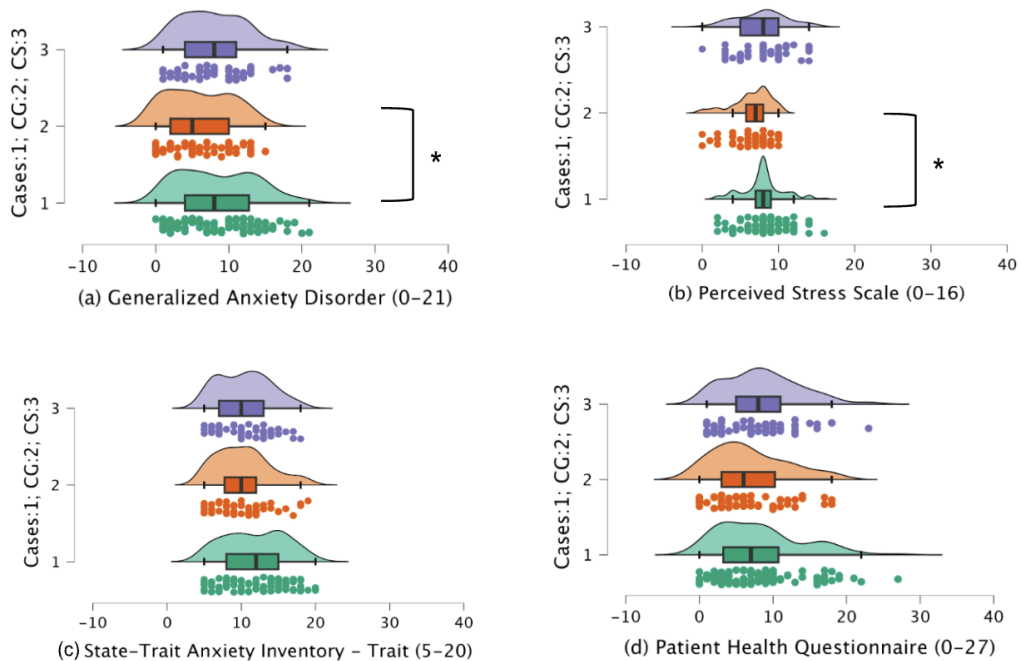 Cases:1; CG:2; CS:3
3
2
1
*
−10 0 10 20 30 40
(a) Generalized Anxiety Disorder (0−21)
Cases:1; CG:2; CS:3
3
2
1
*
−10 0 10 20 30 40
(b) Perceived Stress Scale (0−16)
Cases:1; CG:2; CS:3
3
2
1
−10 0 10 20 30 40
(c) State−Trait Anxiety Inventory − Trait (5−20)
Cases:1; CG:2; CS:3
3
2
1
−10 0 10 20 30 40
(d) Patient Health Questionnaire (0−27)